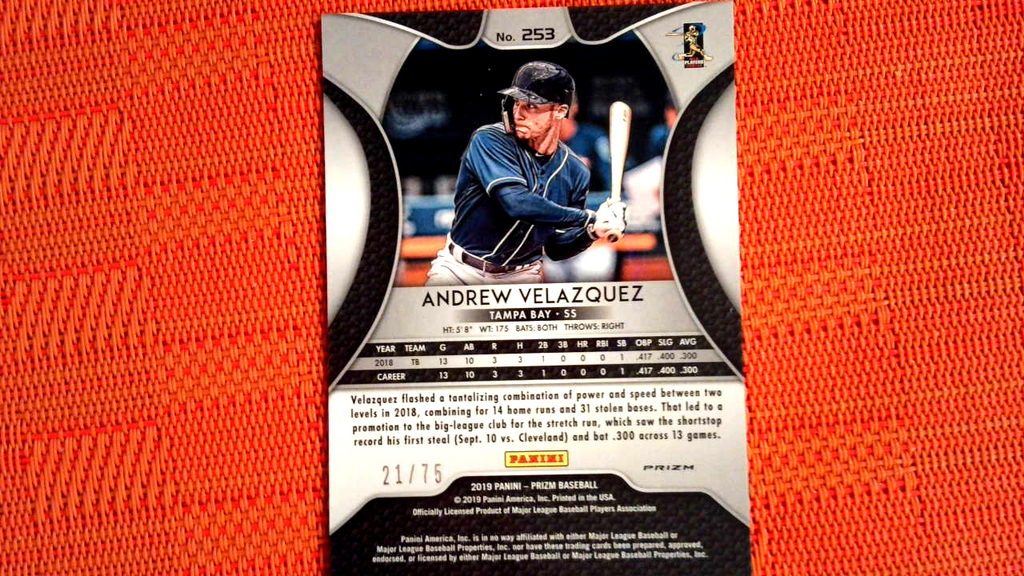 No. 253
PLAYERS
ANDREW VELAZQUEZ
TAMPA BAY • SS
HT: 5' 8" WT: 175 BATS: BOTH THROWS: RIGHT
YEAR TEAM G AB R H 2B 3B HR RBI SB OBP SLG AVG
2018 TB 13 10 3 3 1 0 0 0 1 .417 .400 .300
CAREER 13 10 3 3 1 0 0 0 1 .417 .400 .300
Velazquez flashed a tantalizing combination of power and speed between two
levels in 2018, combining for 14 home runs and 31 stolen bases. That led to a
promotion to the big-league club for the stretch run, which saw the shortstop
record his first steal (Sept. 10 vs. Cleveland) and bat .300 across 13 games.
PANINI
21/75
PRIZM
2019 PANINI – PRIZM BASEBALL
© 2019 Panini America, Inc. Printed in the USA.
Officially Licensed Product of Major League Baseball Players Association
Panini America, Inc. is in no way affiliated with either Major League Baseball or
Major League Baseball Properties, Inc. nor have these trading cards been prepared, approved,
endorsed, or licensed by either Major League Baseball or Major League Baseball Properties, Inc.